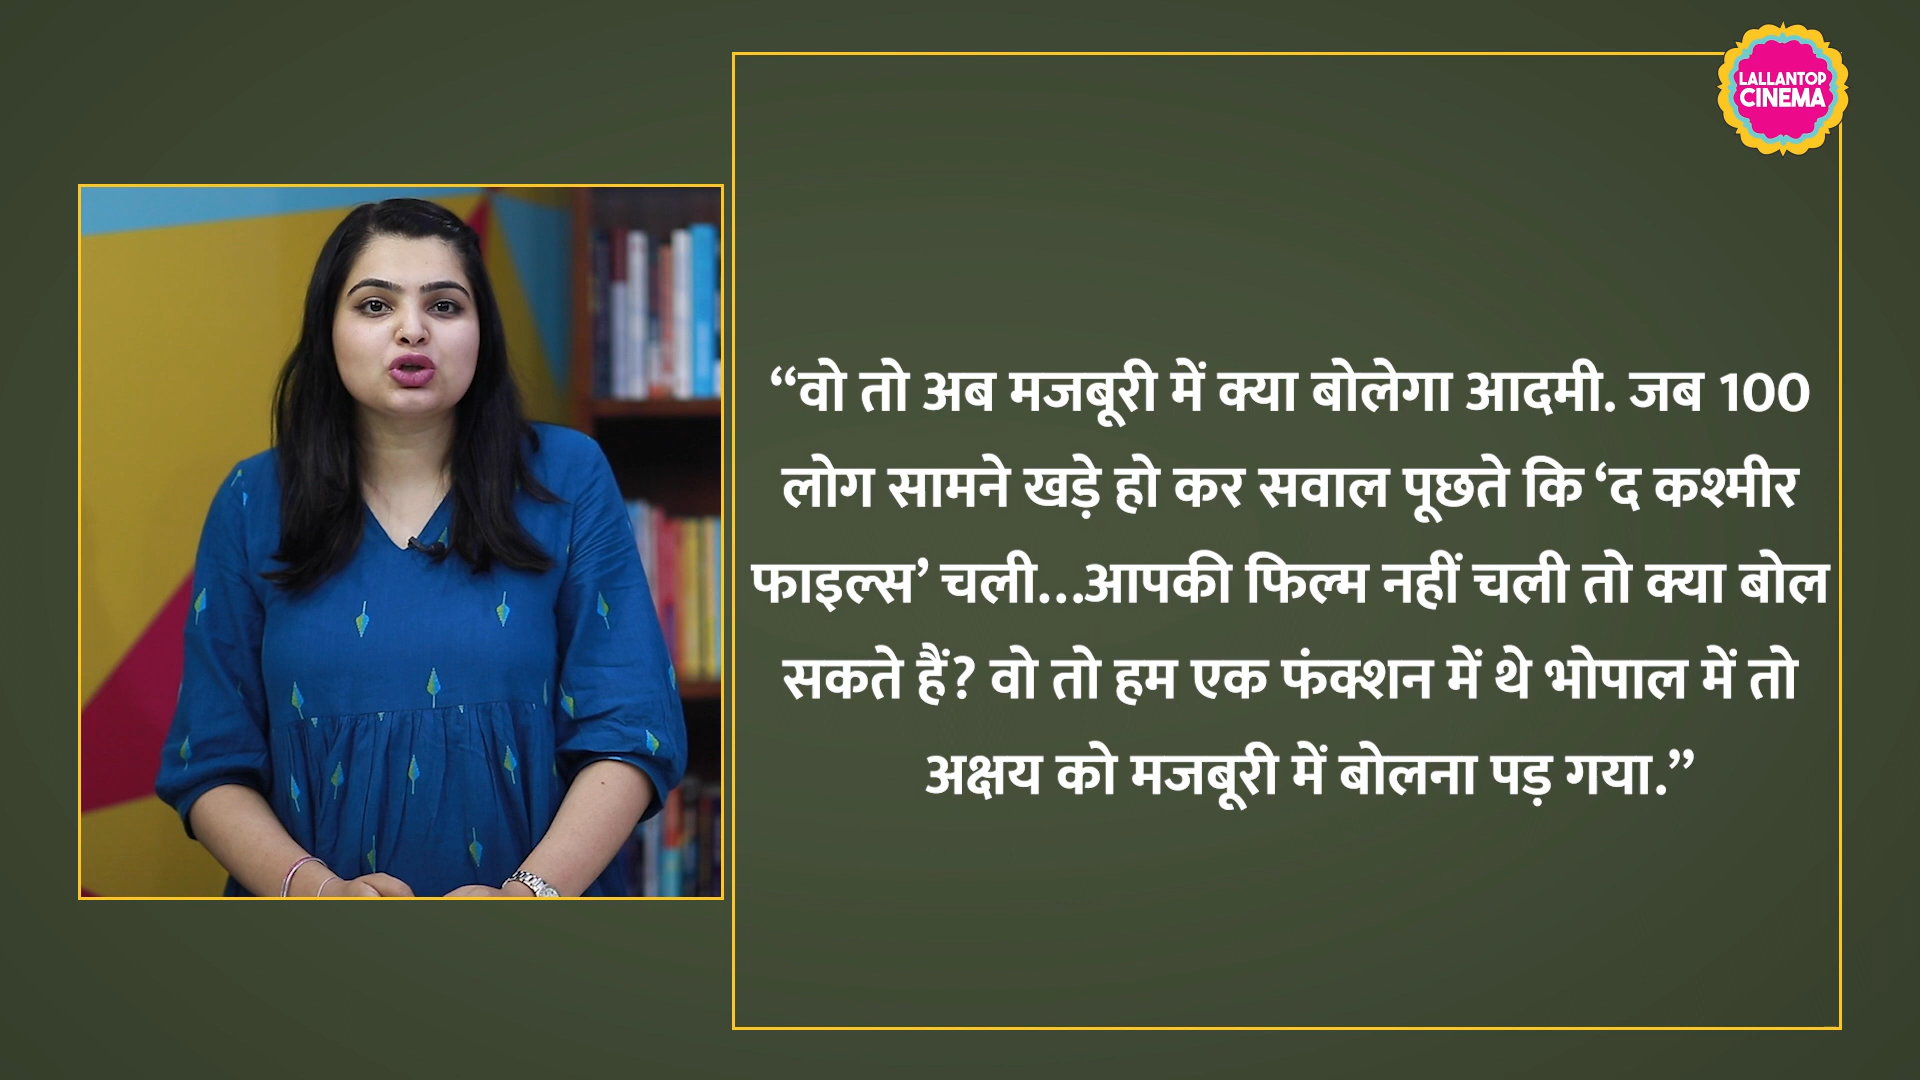 LALLANTOP
CINEMA
“वो तो अब मजबूरी में क्या बोलेगा आदमी. जब 100
लोग सामने खड़े हो कर सवाल पूछते कि ‘द कश्मीर
फाइल्स’ चली...आपकी फिल्म नहीं चली तो क्या बोल
सकते हैं? वो तो हम एक फंक्शन में थे भोपाल में तो
अक्षय को मजबूरी में बोलना पड़ गया.”